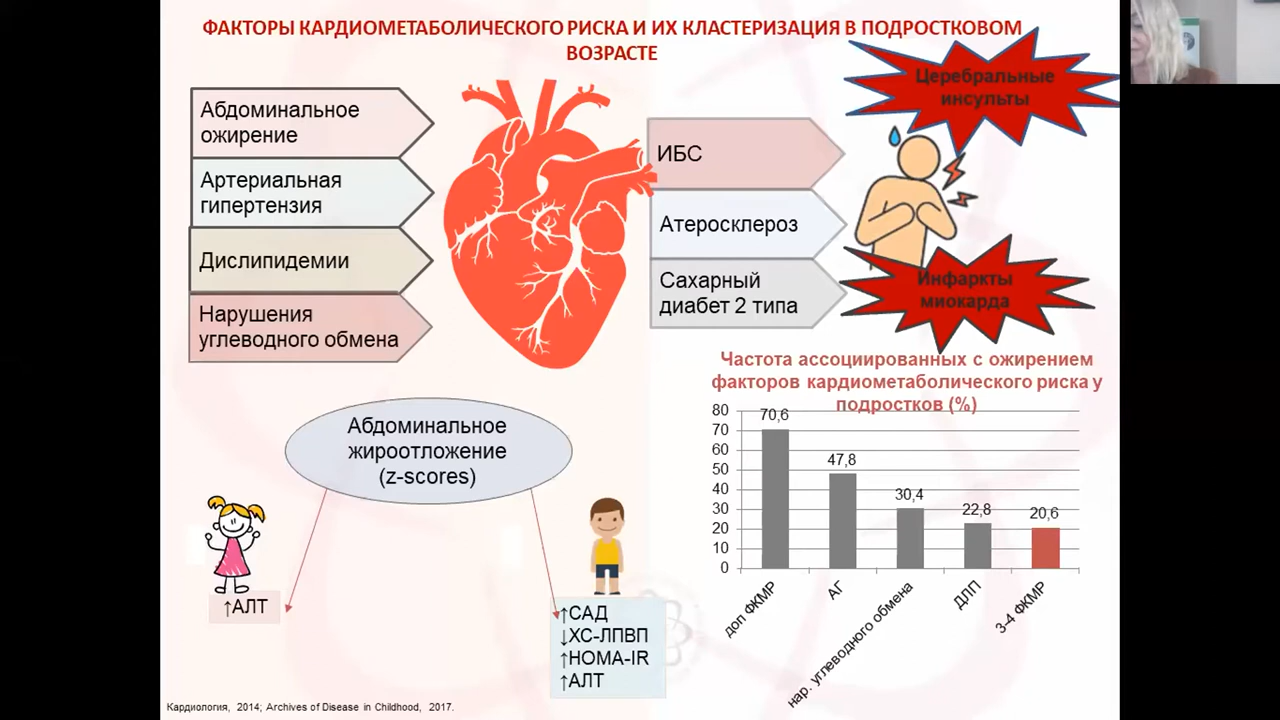 ФАКТОРЫ КАРДИОМЕТАБОЛИЧЕСКОГО РИСКА И ИХ КЛАСТЕРИЗАЦИЯ В ПОДРОСТКОВОМ
ВОЗРАСТЕ
Абдоминальное
ожирение
Артериальная
гипертензия
Дислипидемии
Нарушения
углеводного обмена
ИБС
Атеросклероз
Сахарный
диабет 2 типа
Церебральные
инсульты
Инфаркты
миокарда
Абдоминальное
жироотложение
(z-scores)
↑АЛТ
↑САД
↓ХС-ЛПВП
↑HOMA-IR
↑АЛТ
Частота ассоциированных с ожирением
факторов кардиометаболического риска у
подростков (%)
80
70
60
50
40
30
20
10
0
70,6
47,8
30,4
22,8
20,6
доп ФКМР
АГ
нар. углеводного обмена
ДЛП
3-4 ФКМР
Кардиология, 2014; Archives of Disease in Childhood, 2017.